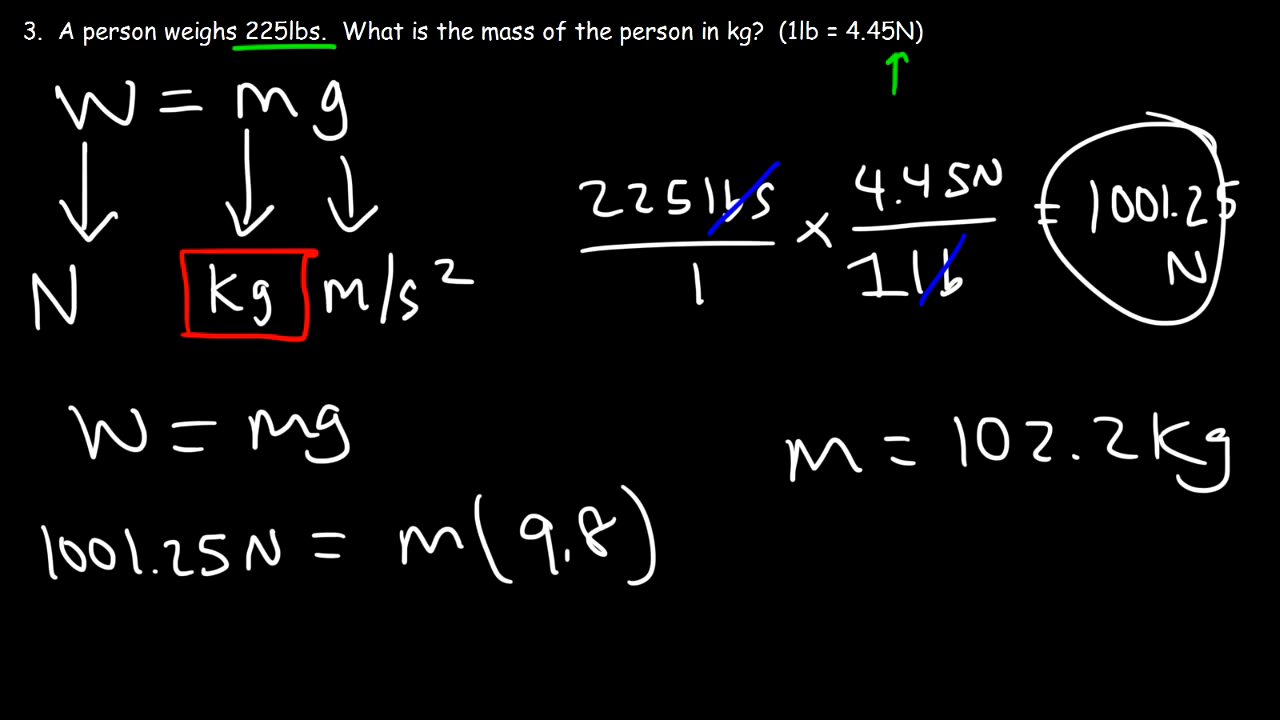 3. A person weighs 225lbs. What is the mass of the person in kg? (1lb = 4.45N)
W = mg
N kg m/s²
225lbs/1 × 4.45N/1lb = 1001.25 N
W = mg
1001.25N = m(9.8)
m = 102.2kg